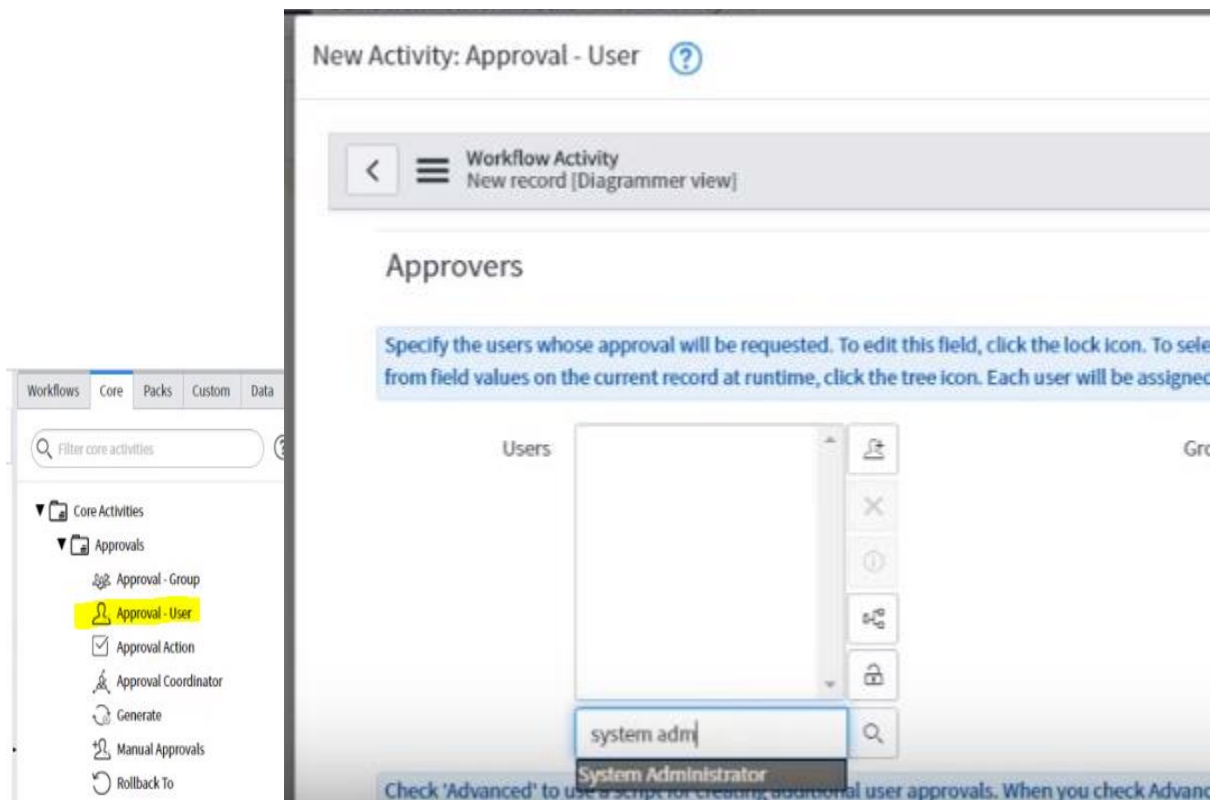 New Activity: Approval - User
Workflow Activity
New record [Diagrammer view]
Approvers
Specify the users whose approval will be requested. To edit this field, click the lock icon. To sele
from field values on the current record at runtime, click the tree icon. Each user will be assigned
Users
Gro
system adm
System Administrator
Check 'Advanced' to use a script for creating additional user approvals. When you check Advanc
Workflows Core Packs Custom Data
Filter core activities
Core Activities
Approvals
Approval - Group
Approval - User
Approval Action
Approval Coordinator
Generate
Manual Approvals
Rollback To